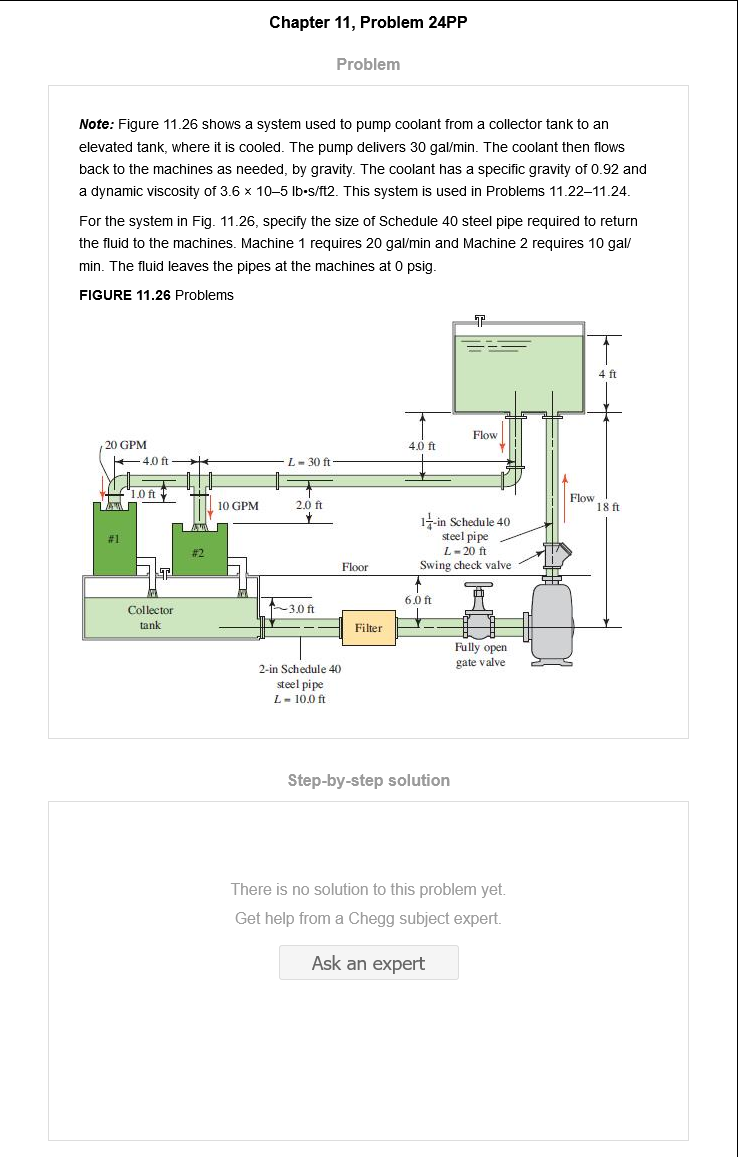 Chapter 11, Problem 24PP
Problem
Note: Figure 11.26 shows a system used to pump coolant from a collector tank to an
elevated tank, where it is cooled. The pump delivers 30 gal/min. The coolant then flows
back to the machines as needed, by gravity. The coolant has a specific gravity of 0.92 and
a dynamic viscosity of 3.6 × 10–5 lb•s/ft2. This system is used in Problems 11.22–11.24.
For the system in Fig. 11.26, specify the size of Schedule 40 steel pipe required to return
the fluid to the machines. Machine 1 requires 20 gal/min and Machine 2 requires 10 gal/
min. The fluid leaves the pipes at the machines at 0 psig.
FIGURE 11.26 Problems
4 ft
Flow
4.0 ft
20 GPM
4.0 ft
L = 30 ft
1.0 ft
10 GPM
2.0 ft
Flow
18 ft
1 1/4-in Schedule 40
steel pipe
L = 20 ft
Swing check valve
#1
#2
Floor
6.0 ft
Collector
tank
3.0 ft
Filter
Fully open
gate valve
2-in Schedule 40
steel pipe
L = 10.0 ft
Step-by-step solution
There is no solution to this problem yet.
Get help from a Chegg subject expert.
Ask an expert